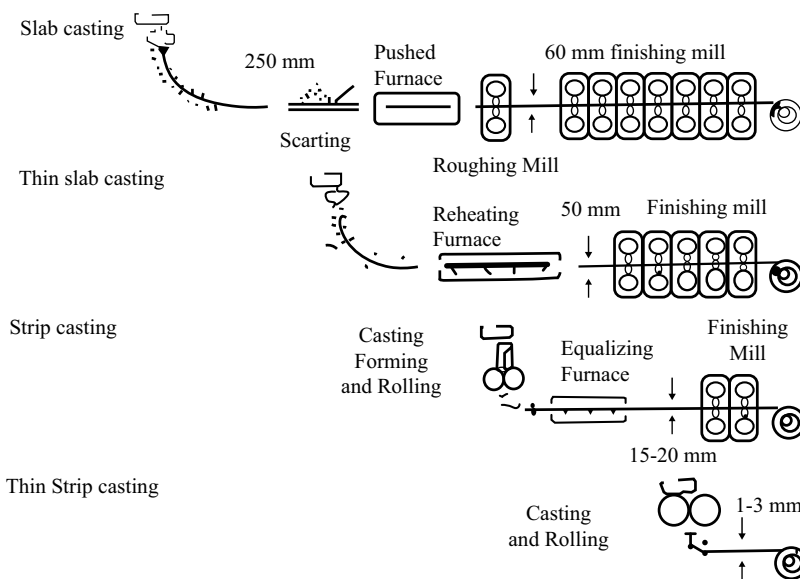 Slab casting
250 mm
Pushed
Furnace
60 mm finishing mill
Scarting
Roughing Mill
Thin slab casting
Reheating
Furnace
50 mm
Finishing mill
Strip casting
Casting
Forming
and Rolling
Equalizing
Furnace
Finishing
Mill
15-20 mm
Thin Strip casting
Casting
and Rolling
1-3 mm